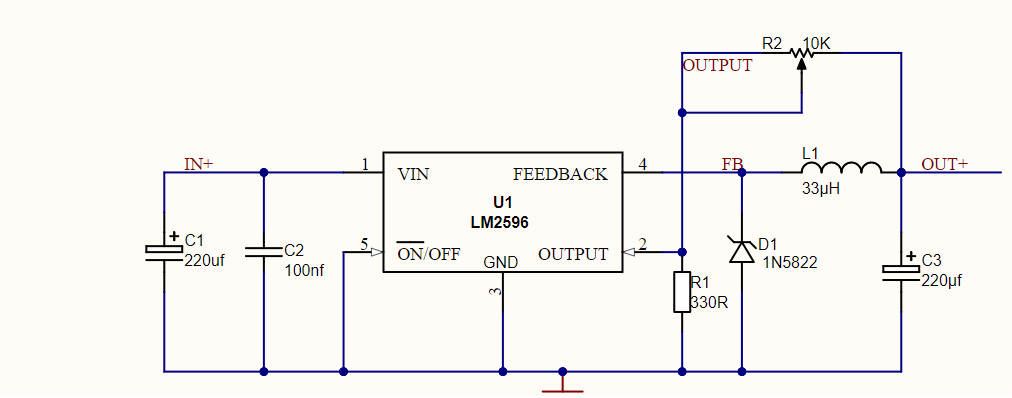 R2 10K
OUTPUT
IN+
1
VIN
FEEDBACK
4
FB
L1
33µH
OUT+
U1
LM2596
C1
220uf
C2
100nf
5
ON/OFF
GND
OUTPUT
2
3
R1
330R
D1
1N5822
C3
220µf